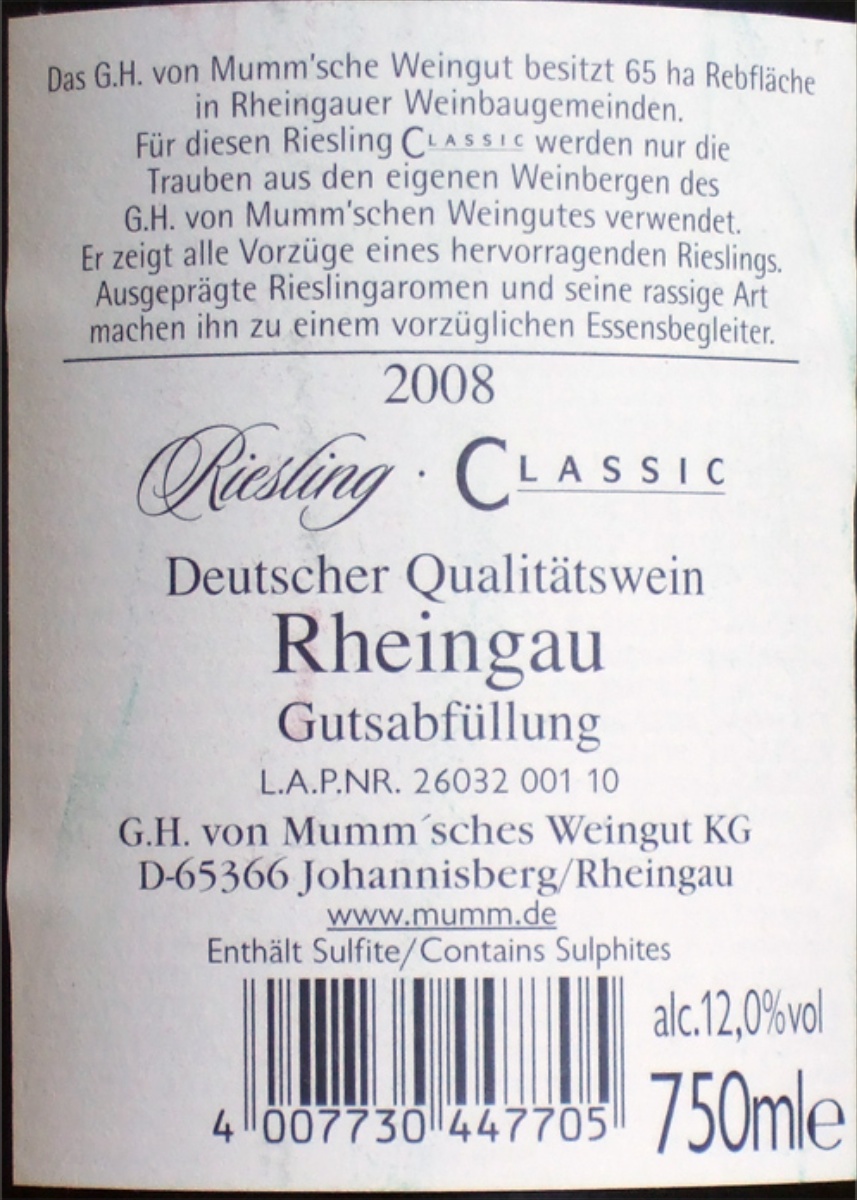 Das G.H. von Mumm'sche Weingut besitzt 65 ha Rebfläche
in Rheingauer Weinbaugemeinden.
Für diesen Riesling CLASSIC werden nur die
Trauben aus den eigenen Weinbergen des
G.H. von Mumm'schen Weingutes verwendet.
Er zeigt alle Vorzüge eines hervorragenden Rieslings.
Ausgeprägte Rieslingaromen und seine rassige Art
machen ihn zu einem vorzüglichen Essensbegleiter.
2008
Riesling · CLASSIC
Deutscher Qualitätswein
Rheingau
Gutsabfüllung
L.A.P.NR. 26032 001 10
G.H. von Mumm´sches Weingut KG
D-65366 Johannisberg/Rheingau
www.mumm.de
Enthält Sulfite/Contains Sulphites
alc.12,0%vol
750mle
4 007730 447705